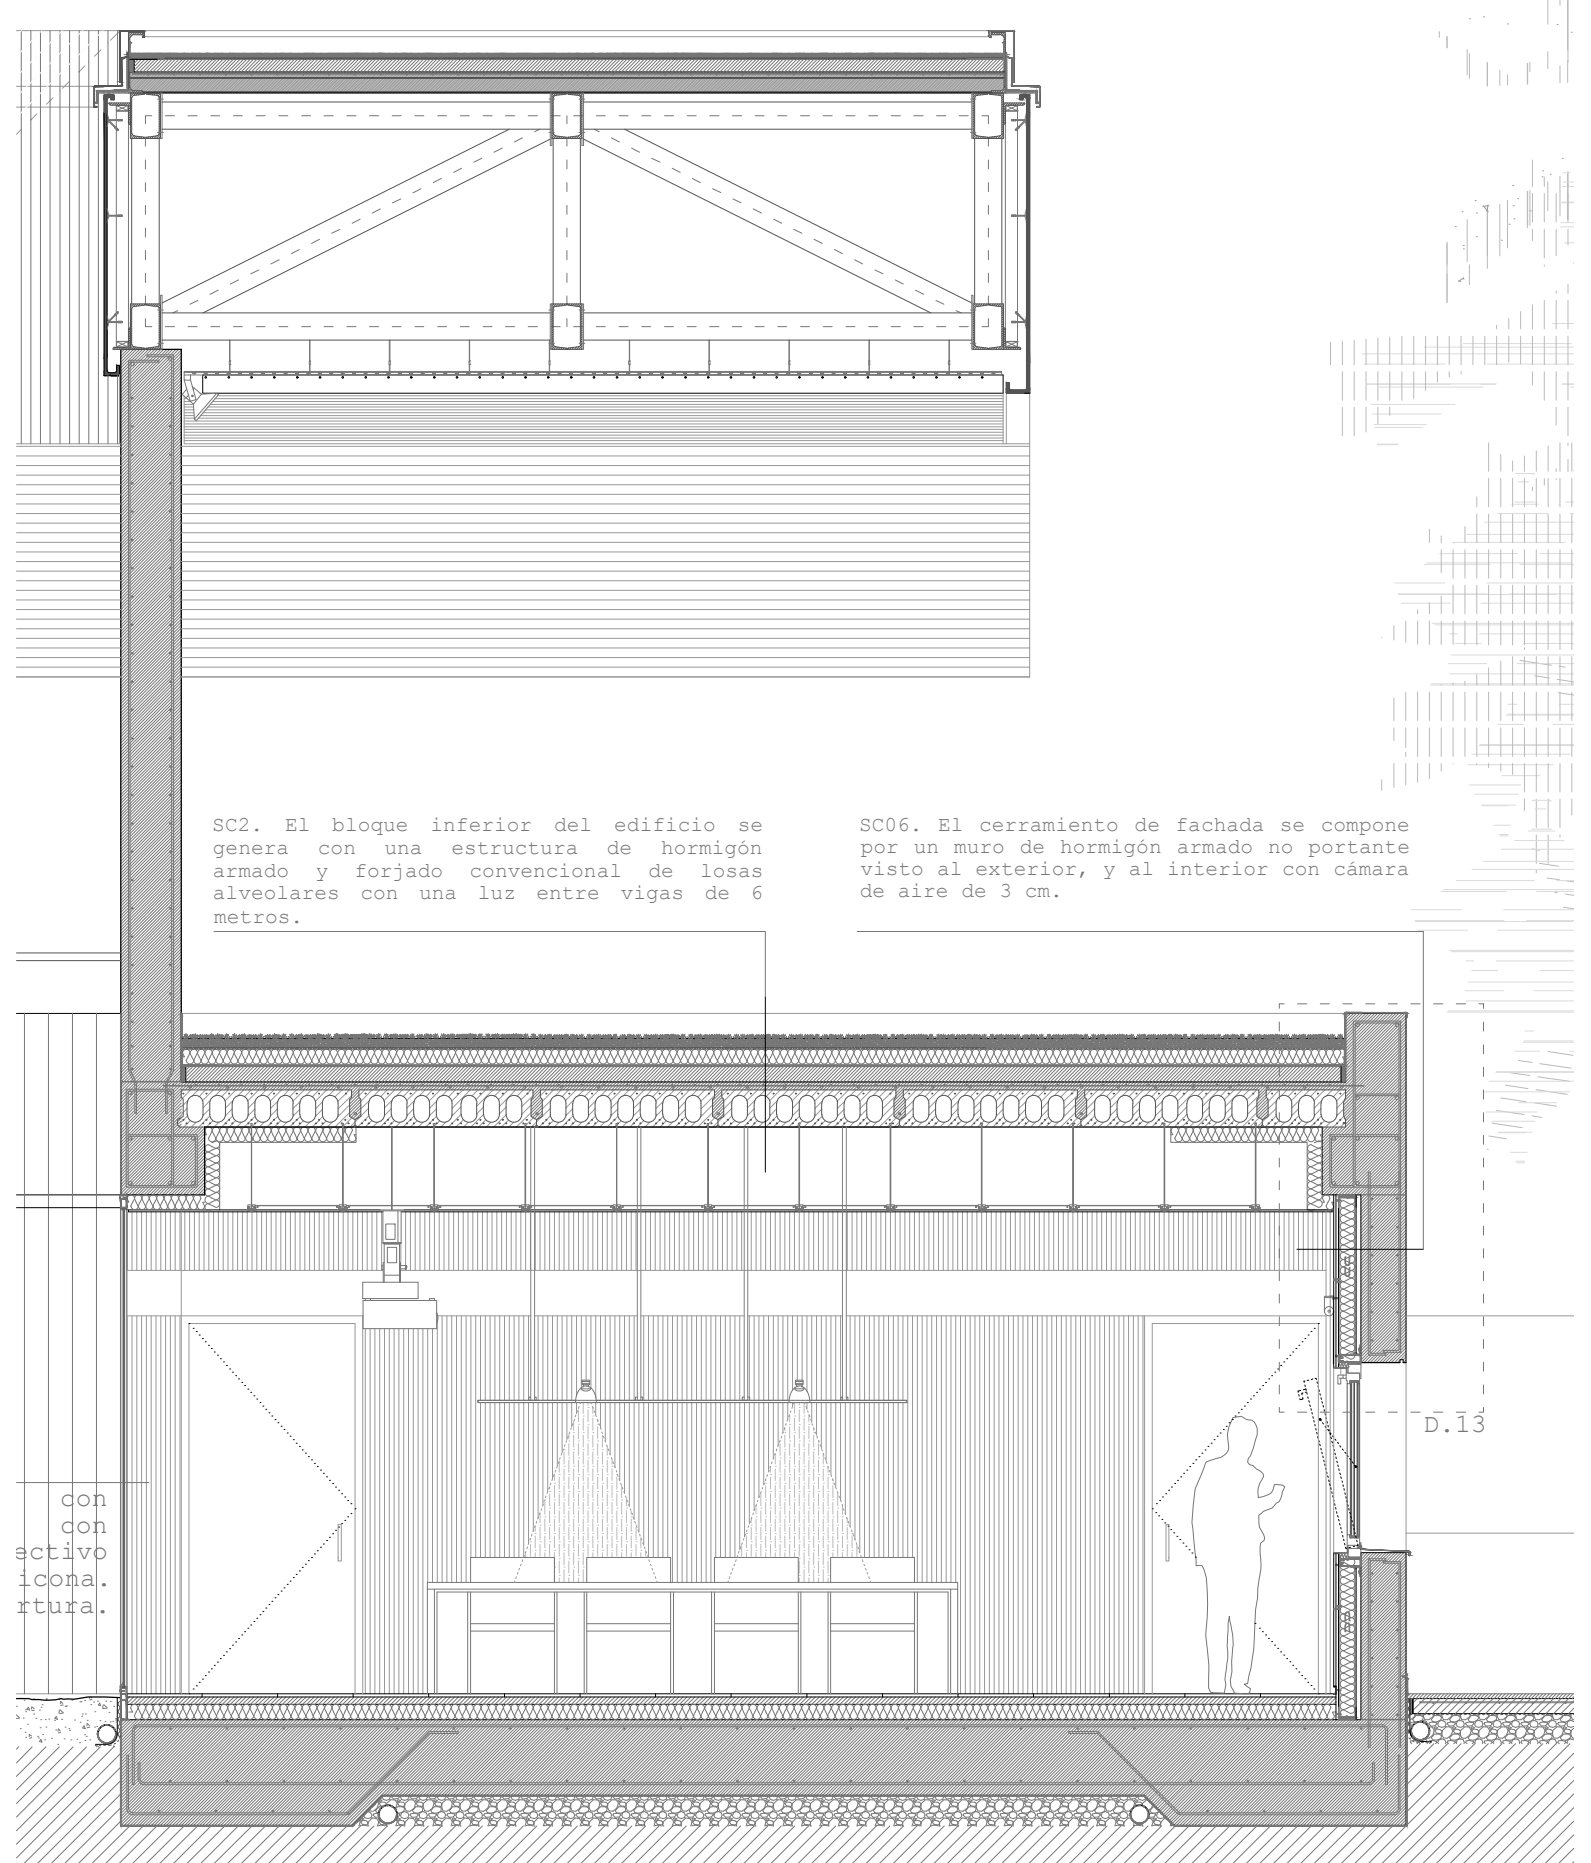 SC2. El bloque inferior del edificio se
genera con una estructura de hormigón
armado y forjado convencional de losas
alveolares con una luz entre vigas de 6
metros.
SC06. El cerramiento de fachada se compone
por un muro de hormigón armado no portante
visto al exterior, y al interior con cámara
de aire de 3 cm.
D.13
con
con
ectivo
icona.
rtura.